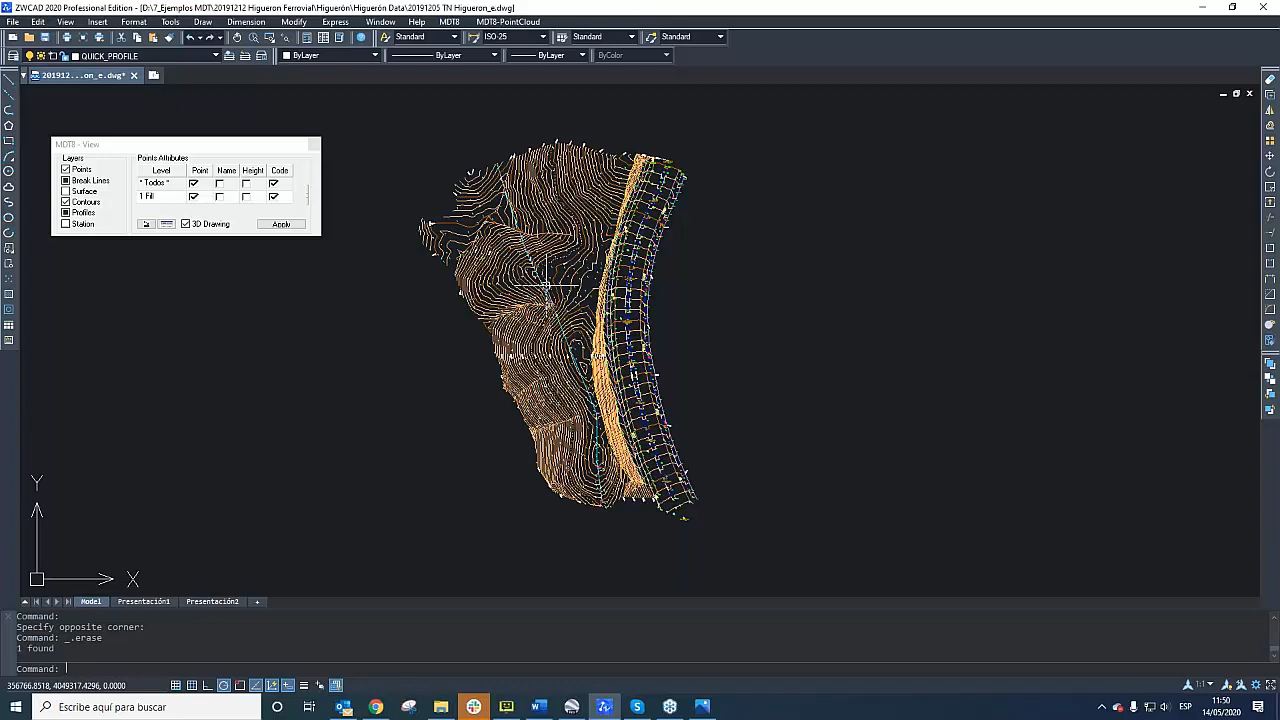 ZWCAD 2020 Professional Edition - [D:\7_Ejemplos MDT\20191212 Higueron Ferrovial\Higuerón Data\20191205 TN Higueron_e.dwg*]
File Edit View Insert Format Tools Draw Dimension Modify Express Window Help MDT8 MDT8-PointCloud
Standard ISO-25 Standard Standard
QUICK_PROFILE ByLayer ByLayer ByLayer ByColor
201912...on_e.dwg*
MDT8 - View
Layers Points Attributes
Points Level Point Name Height Code
Break Lines * Todos *
Surface 1 Fill
Contours
Profiles
Station 3D Drawing Apply
Y
X
Model Presentación1 Presentación2 +
Command:
Specify opposite corner:
Command: _.erase
1 found
Command:
356766.8518, 4049317.4296, 0.0000 1:1
Escribe aquí para buscar ESP 11:50
14/05/2020